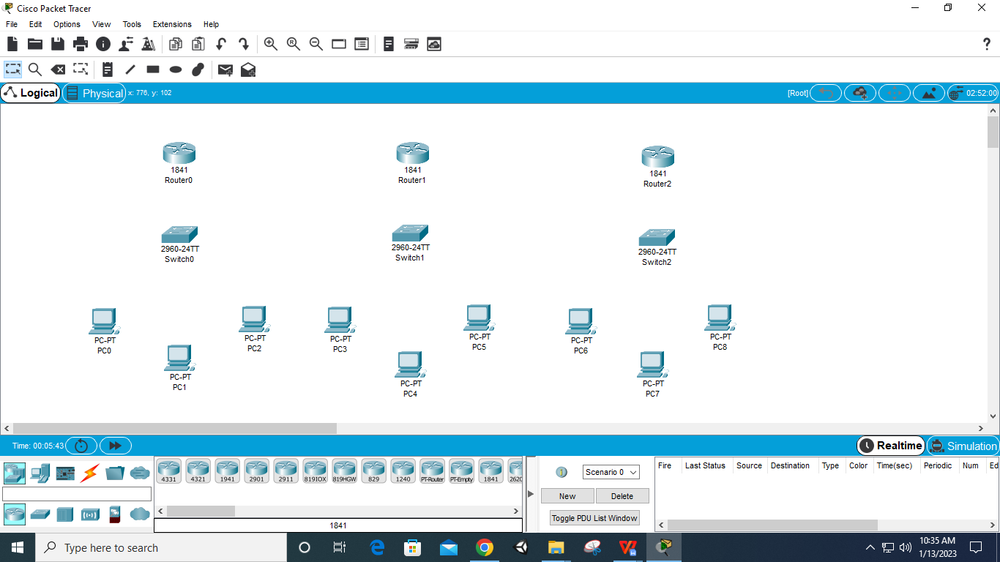 Cisco Packet Tracer
File Edit Options View Tools Extensions Help
Logical Physical x: 776, y: 102 [Root] 02:52:00
1841
Router0
1841
Router1
1841
Router2
2960-24TT
Switch0
2960-24TT
Switch1
2960-24TT
Switch2
PC-PT
PC0
PC-PT
PC1
PC-PT
PC2
PC-PT
PC3
PC-PT
PC4
PC-PT
PC5
PC-PT
PC6
PC-PT
PC7
PC-PT
PC8
Time: 00:05:43 Realtime Simulation
4331 4321 1941 2901 2911 819IOX 819HGW 829 1240 PT-Router PT-Empty 1841 2620
1841
Scenario 0
New Delete
Toggle PDU List Window
Fire Last Status Source Destination Type Color Time(sec) Periodic Num Ed
Type here to search
10:35 AM
1/13/2023